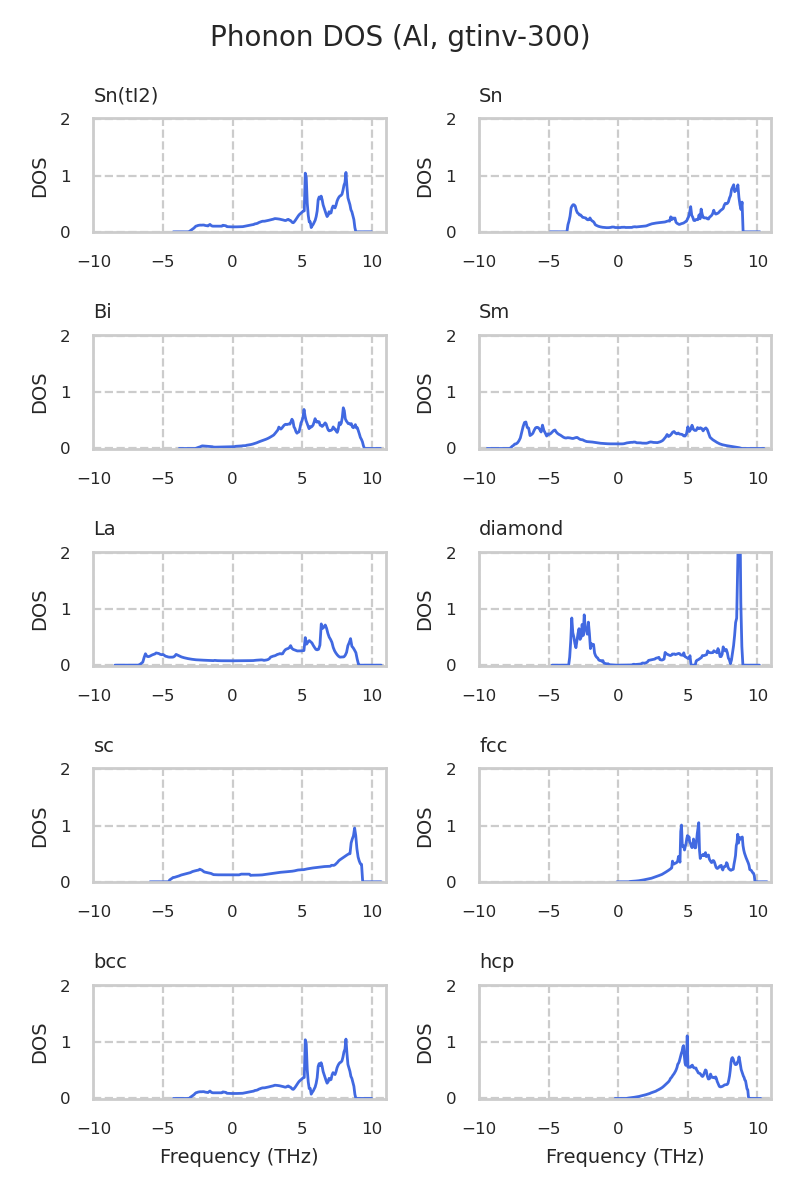 Phonon DOS (Al, gtinv-300)
Sn(tI2) Sn
2 2
DOS 1 DOS 1
0 0
−10 −5 0 5 10 −10 −5 0 5 10
Bi Sm
2 2
DOS 1 DOS 1
0 0
−10 −5 0 5 10 −10 −5 0 5 10
La diamond
2 2
DOS 1 DOS 1
0 0
−10 −5 0 5 10 −10 −5 0 5 10
sc fcc
2 2
DOS 1 DOS 1
0 0
−10 −5 0 5 10 −10 −5 0 5 10
bcc hcp
2 2
DOS 1 DOS 1
0 0
−10 −5 0 5 10 −10 −5 0 5 10
Frequency (THz) Frequency (THz)